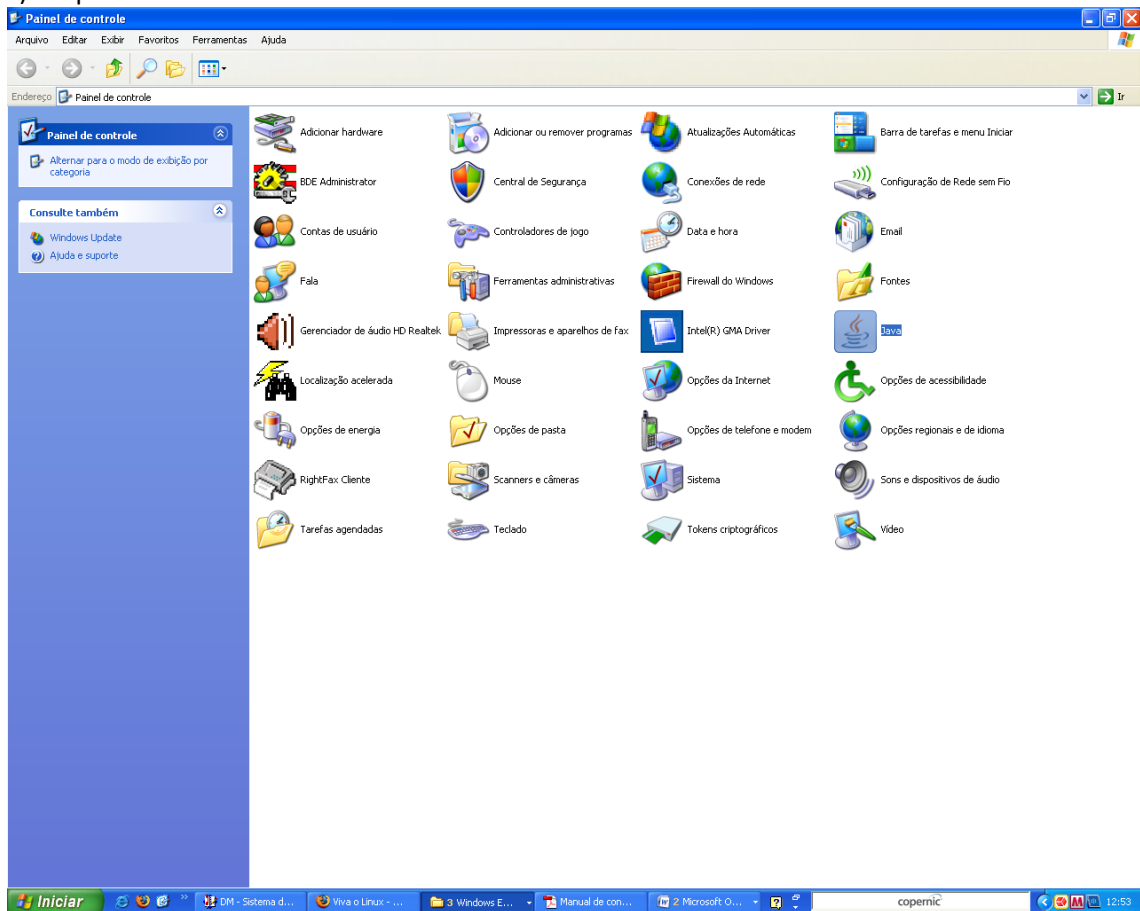 Painel de controle
Arquivo Editar Exibir Favoritos Ferramentas Ajuda
Endereço Painel de controle Ir
Painel de controle
Alternar para o modo de exibição por
categoria
Consulte também
Windows Update
Ajuda e suporte
Adicionar hardware Adicionar ou remover programas Atualizações Automáticas Barra de tarefas e menu Iniciar
BDE Administrator Central de Segurança Conexões de rede Configuração de Rede sem Fio
Contas de usuário Controladores de jogo Data e hora Email
Fala Ferramentas administrativas Firewall do Windows Fontes
Gerenciador de áudio HD Realtek Impressoras e aparelhos de fax Intel(R) GMA Driver Java
Localização acelerada Mouse Opções da Internet Opções de acessibilidade
Opções de energia Opções de pasta Opções de telefone e modem Opções regionais e de idioma
RightFax Cliente Scanners e câmeras Sistema Sons e dispositivos de áudio
Tarefas agendadas Teclado Tokens criptográficos Vídeo
Iniciar DM - Sistema d... Viva o Linux - ... 3 Windows E... Manual de con... 2 Microsoft O... copernic 12:53